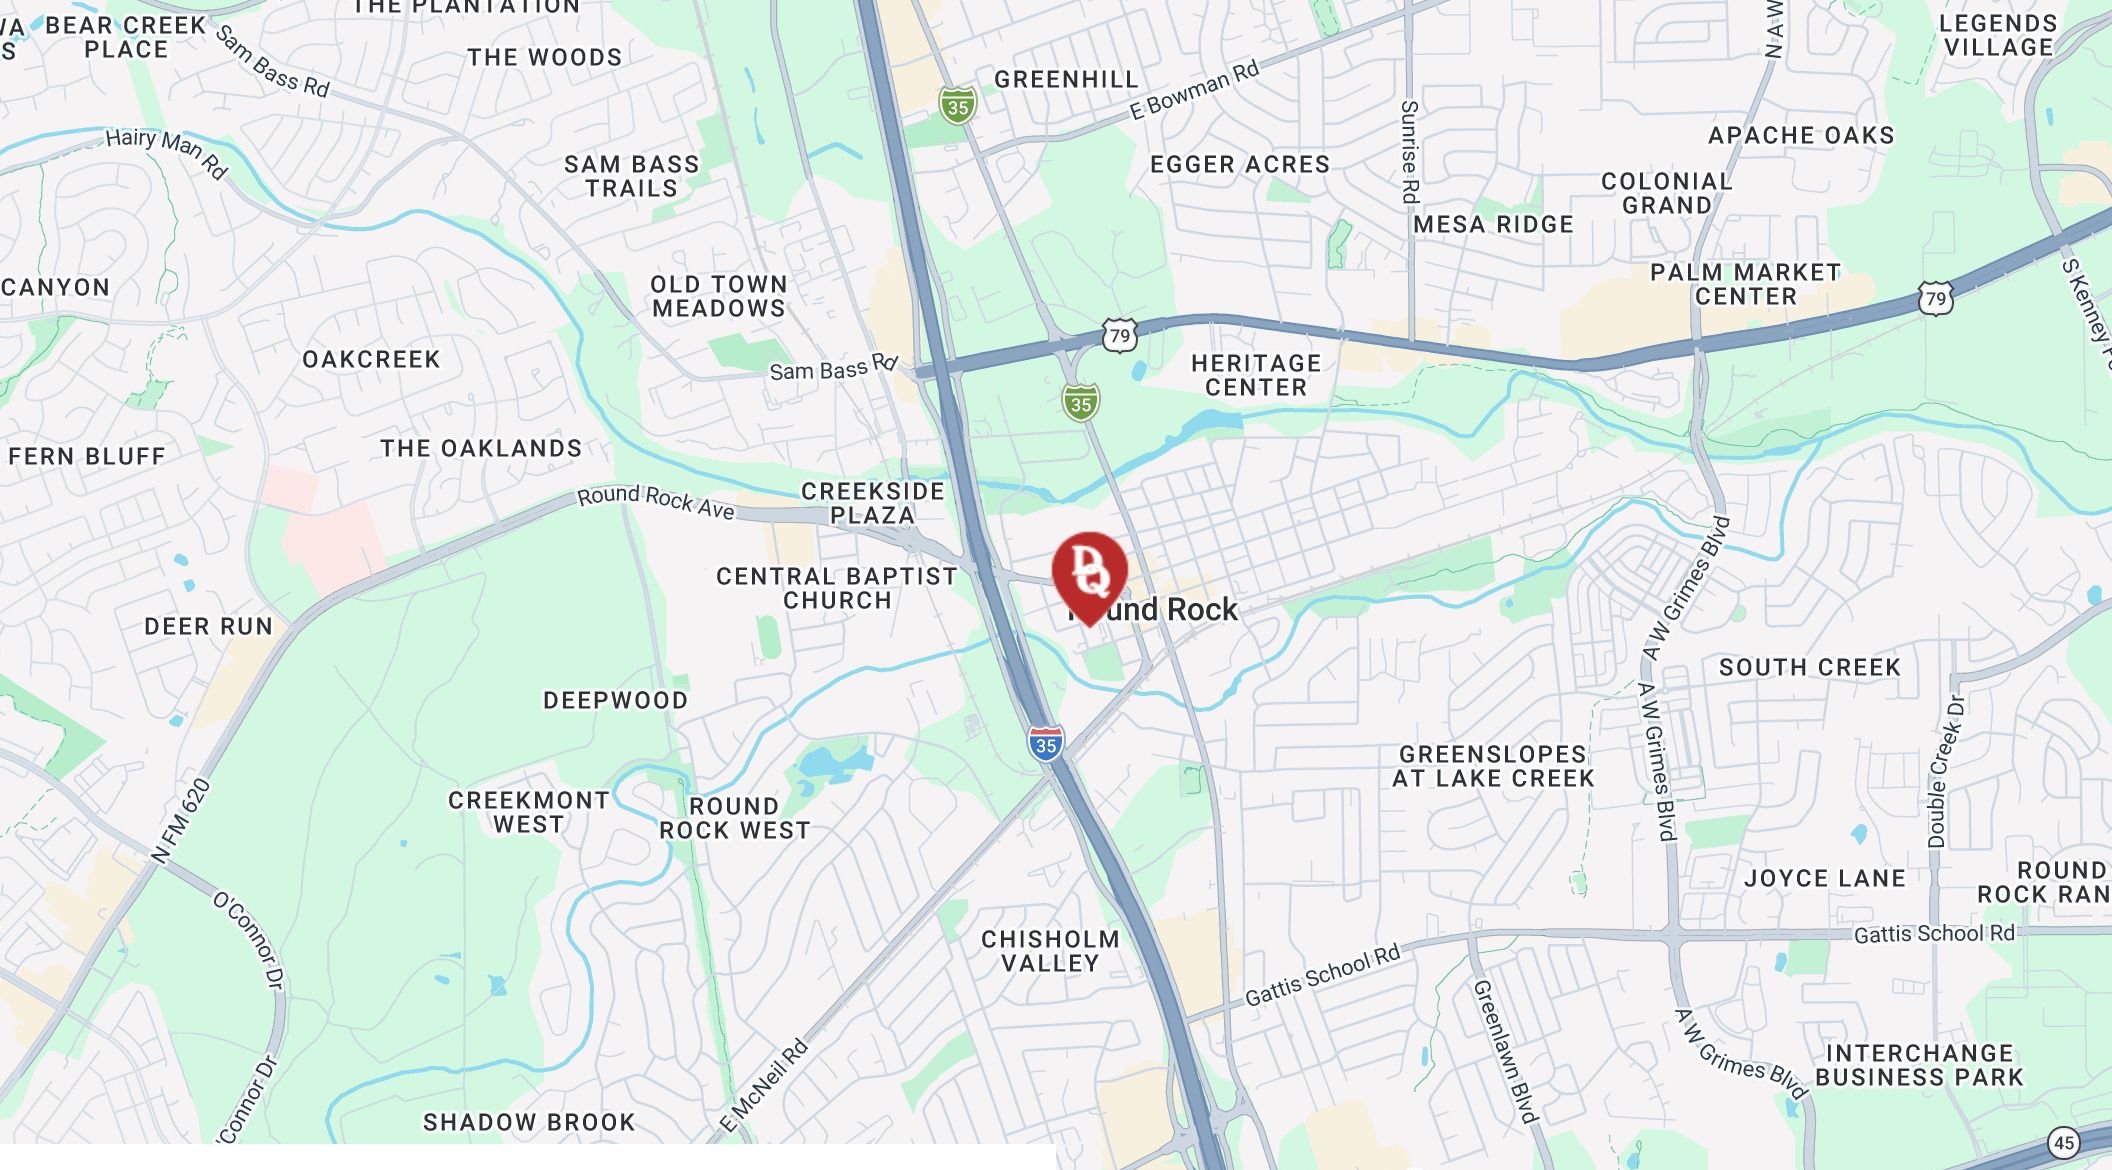 THE PLANTATION
BEAR CREEK
PLACE
WA
S
Sam Bass Rd
THE WOODS
GREENHILL
35
E Bowman Rd
Sunrise Rd
N A W
LEGENDS
VILLAGE
APACHE OAKS
Hairy Man Rd
SAM BASS
TRAILS
EGGER ACRES
COLONIAL
GRAND
MESA RIDGE
CANYON
OLD TOWN
MEADOWS
PALM MARKET
CENTER
79
79
S Kenney Fo
OAKCREEK
Sam Bass Rd
HERITAGE
CENTER
35
FERN BLUFF
THE OAKLANDS
Round Rock Ave
CREEKSIDE
PLAZA
CENTRAL BAPTIST
CHURCH
DQ
Round Rock
A W Grimes Blvd
DEER RUN
SOUTH CREEK
DEEPWOOD
35
A W Grimes Blvd
GREENSLOPES
AT LAKE CREEK
Double Creek Dr
N FM 620
CREEKMONT
WEST
ROUND
ROCK WEST
JOYCE LANE
ROUND
ROCK RAN
O'Connor Dr
CHISHOLM
VALLEY
Gattis School Rd
Gattis School Rd
Greenlawn Blvd
A W Grimes Blvd
E McNeil Rd
INTERCHANGE
BUSINESS PARK
O'Connor Dr
SHADOW BROOK
45